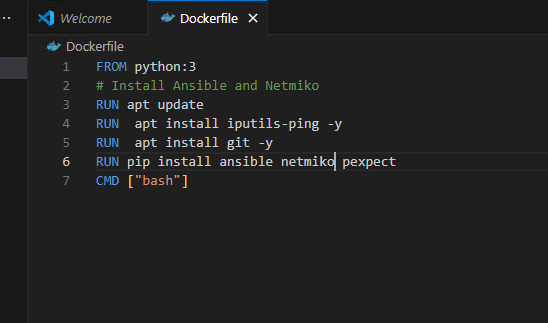 Welcome
Dockerfile
Dockerfile
1 FROM python:3
2 # Install Ansible and Netmiko
3 RUN apt update
4 RUN  apt install iputils-ping -y
5 RUN  apt install git -y
6 RUN pip install ansible netmiko pexpect
7 CMD ["bash"]